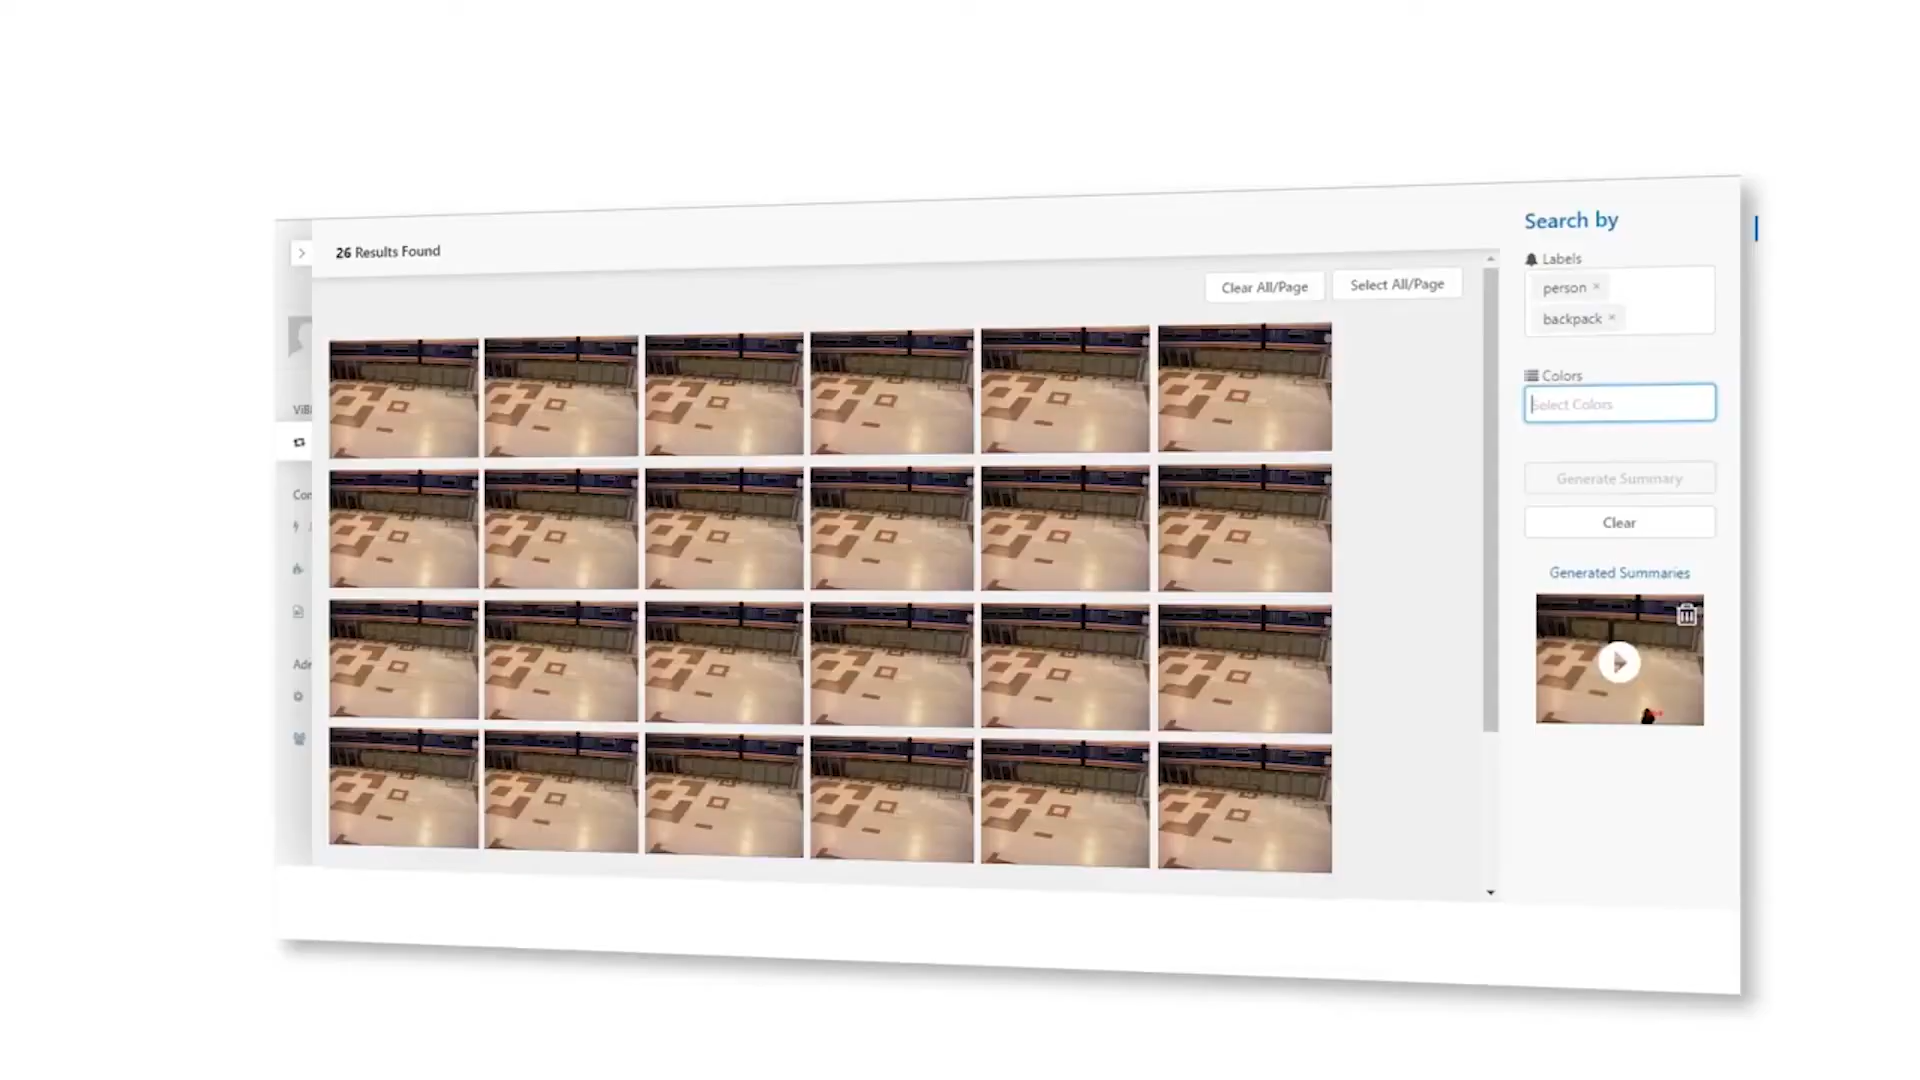 26 Results Found
Clear All/Page
Select All/Page
Search by
Labels
person ×
backpack ×
Colors
Select Colors
Generate Summary
Clear
Generated Summaries